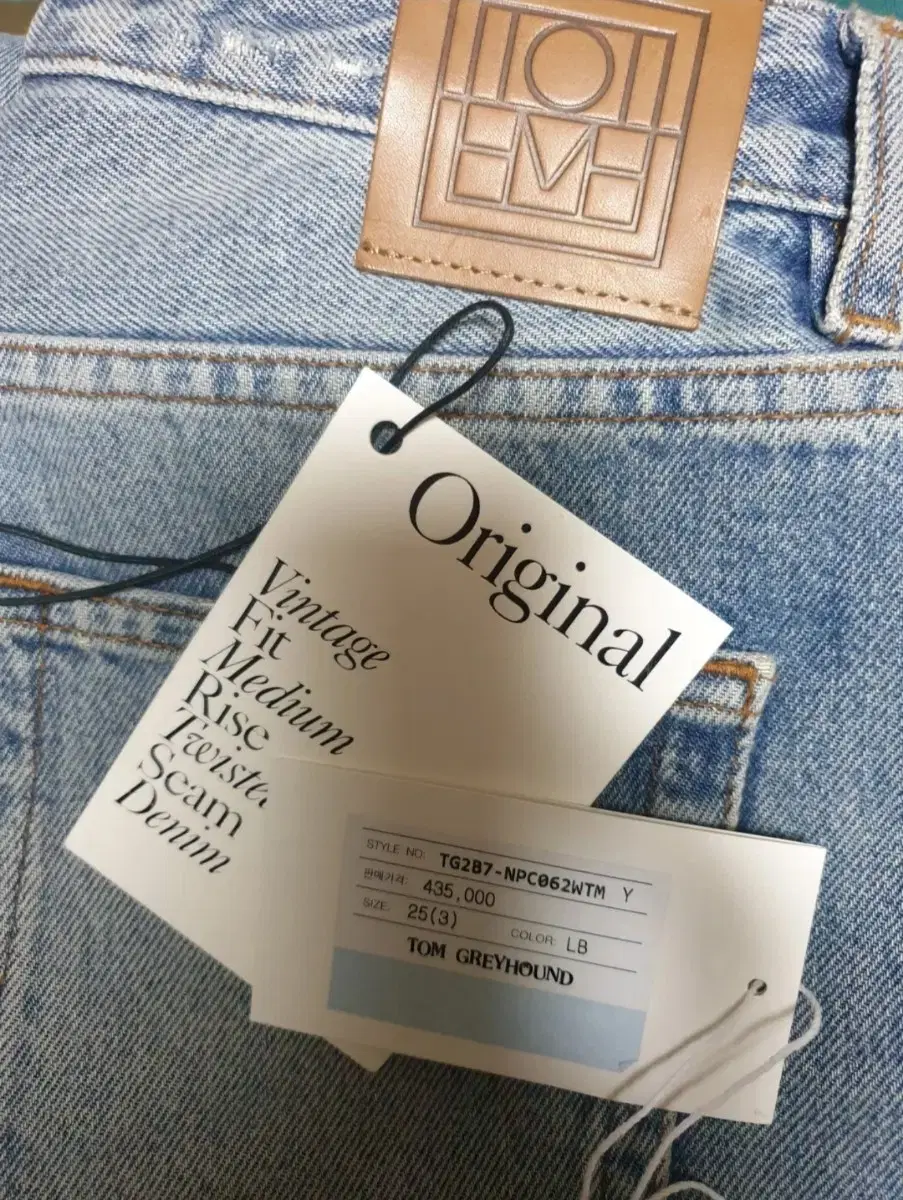 TOTEME
Original
Vintage
Fit
Medium
Rise
Seam
Denim
STYLE NO: TG2B7-NPC062WTM Y
판매가격: 435,000
SIZE: 25(3) COLOR: LB
TOM GREYHOUND